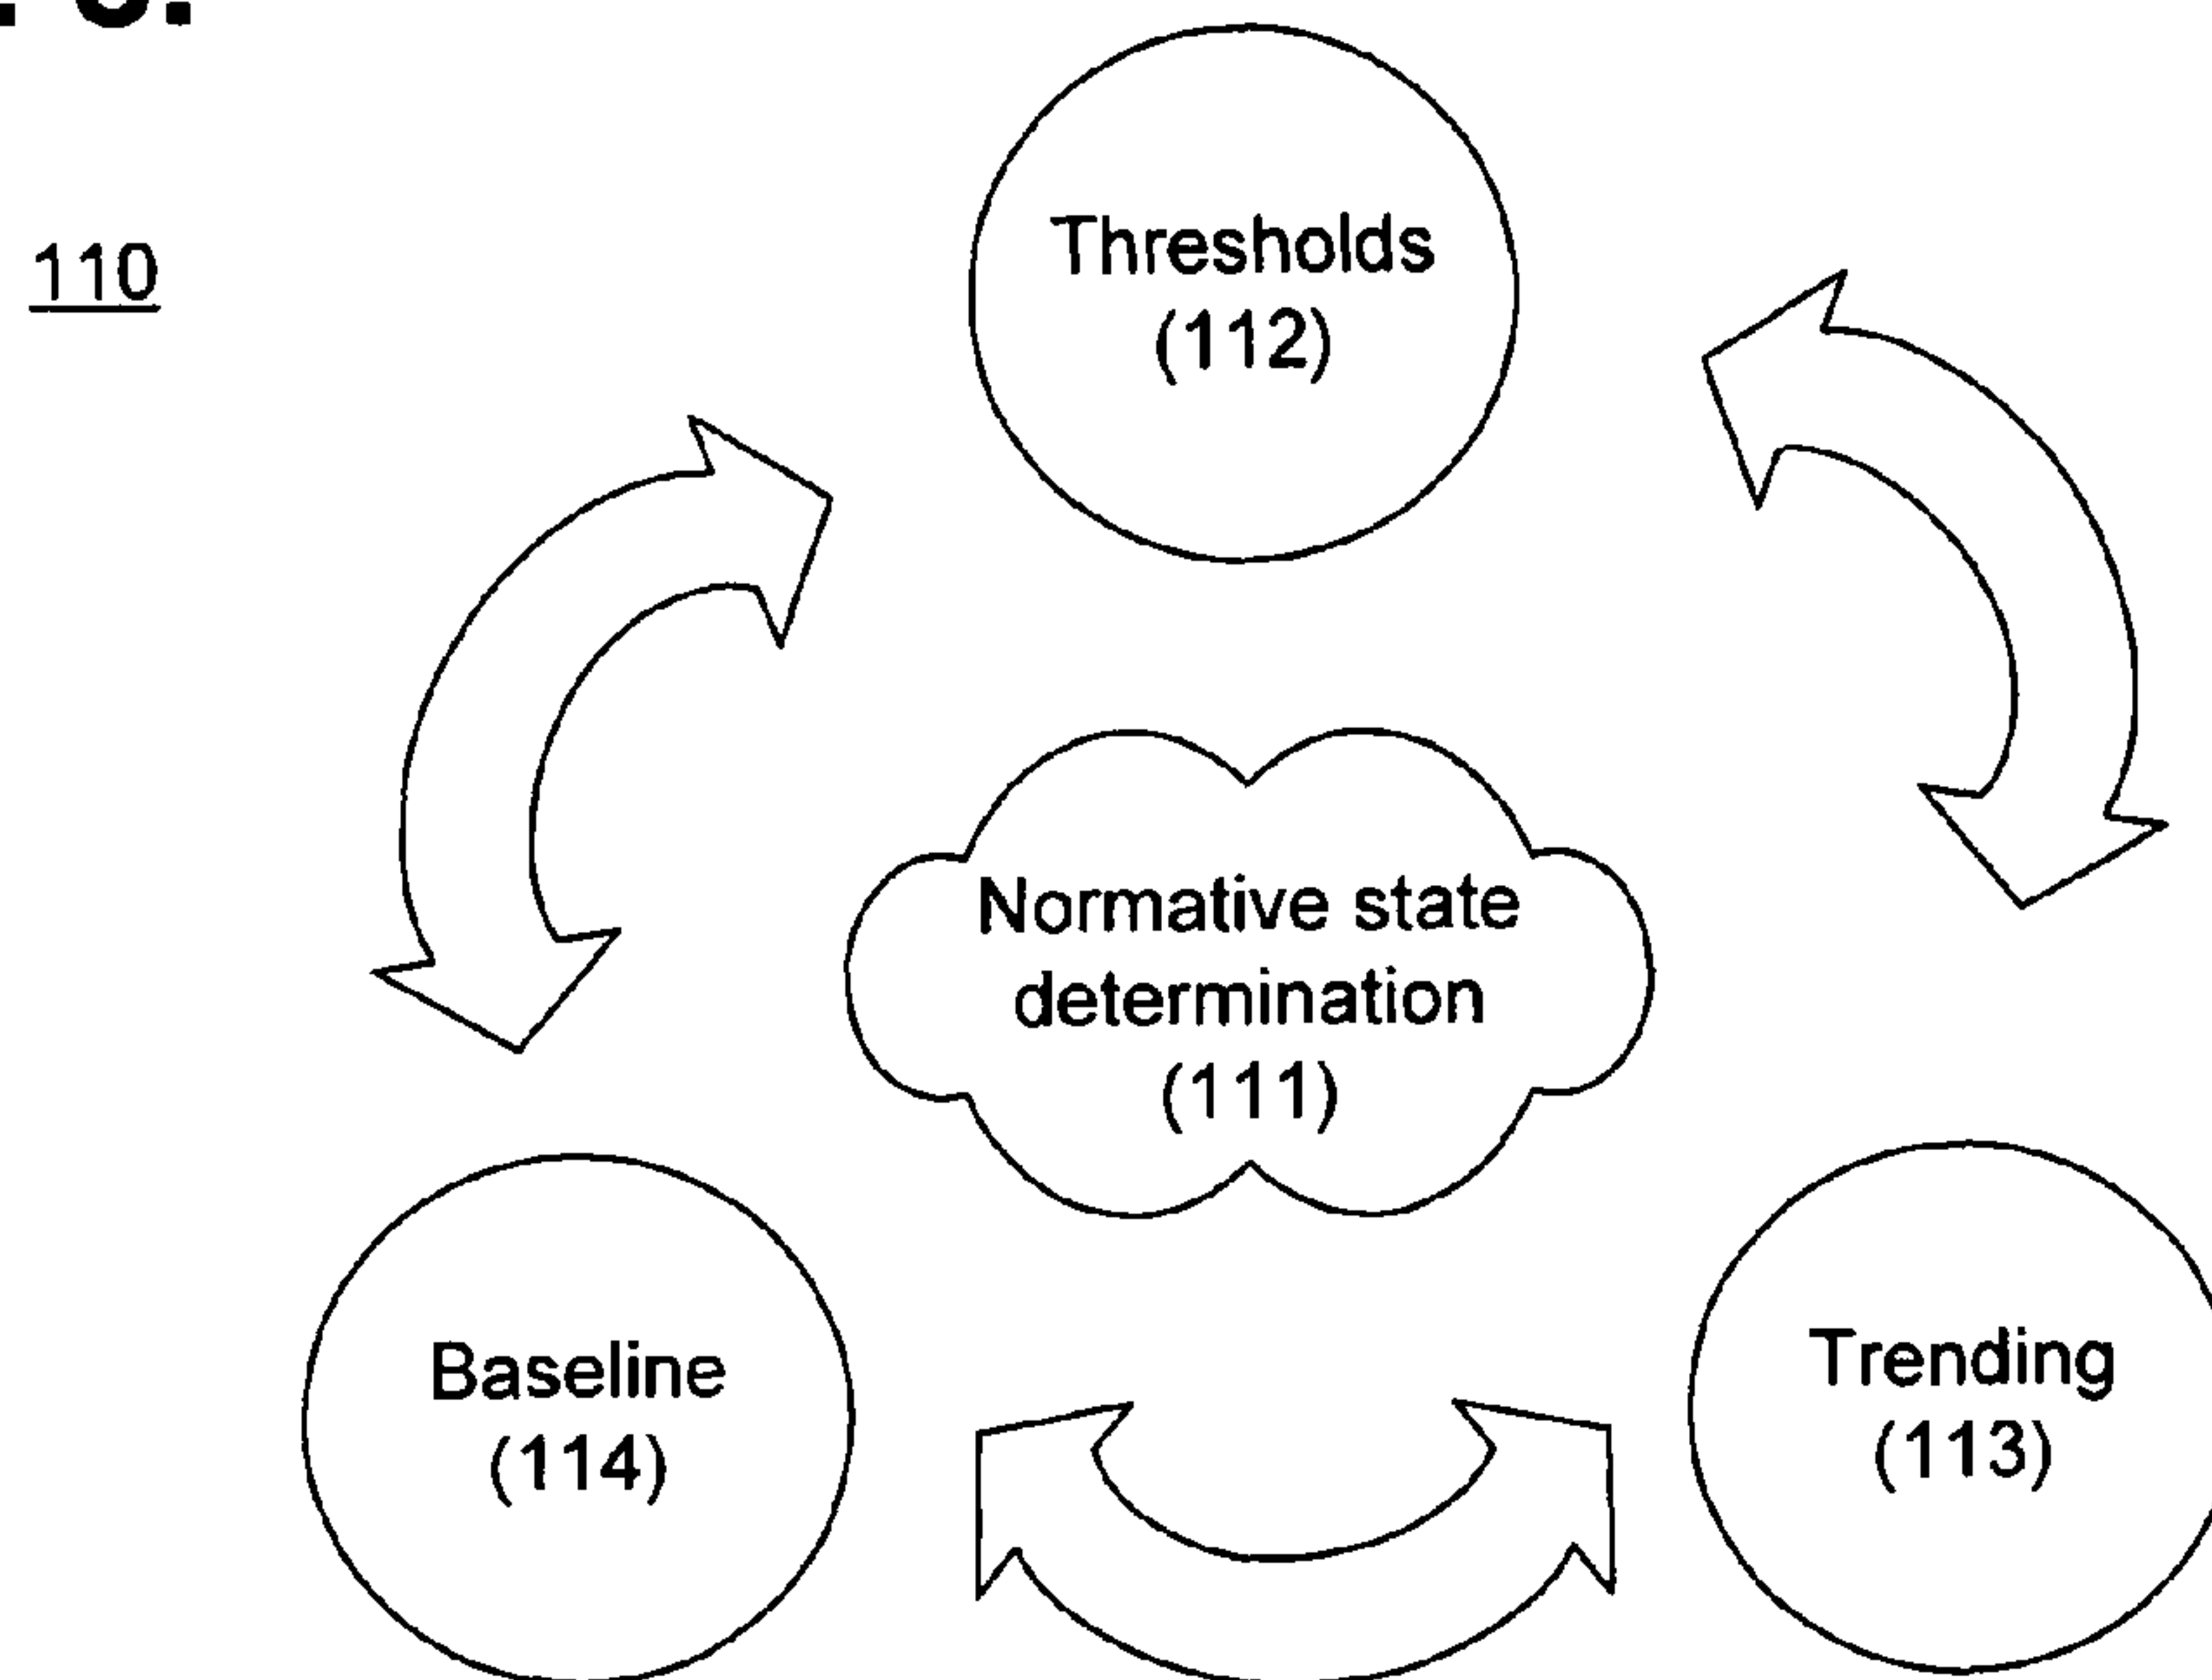 110
Thresholds
(112)
Normative state
determination
(111)
Baseline
(114)
Trending
(113)